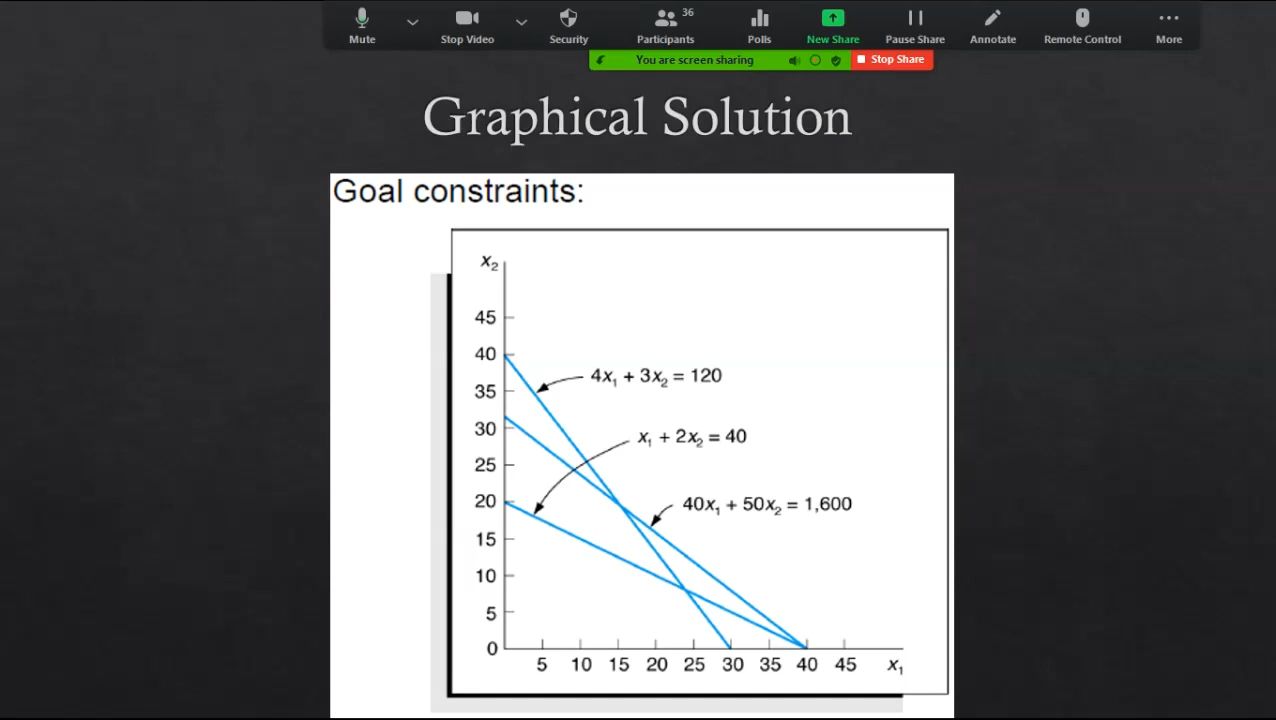 36
Mute Stop Video Security Participants Polls New Share Pause Share Annotate Remote Control More
You are screen sharing Stop Share
Graphical Solution
Goal constraints:
x₂
45
40
4x₁ + 3x₂ = 120
35
x₁ + 2x₂ = 40
30
25
40x₁ + 50x₂ = 1,600
20
15
10
5
0
5 10 15 20 25 30 35 40 45 x₁